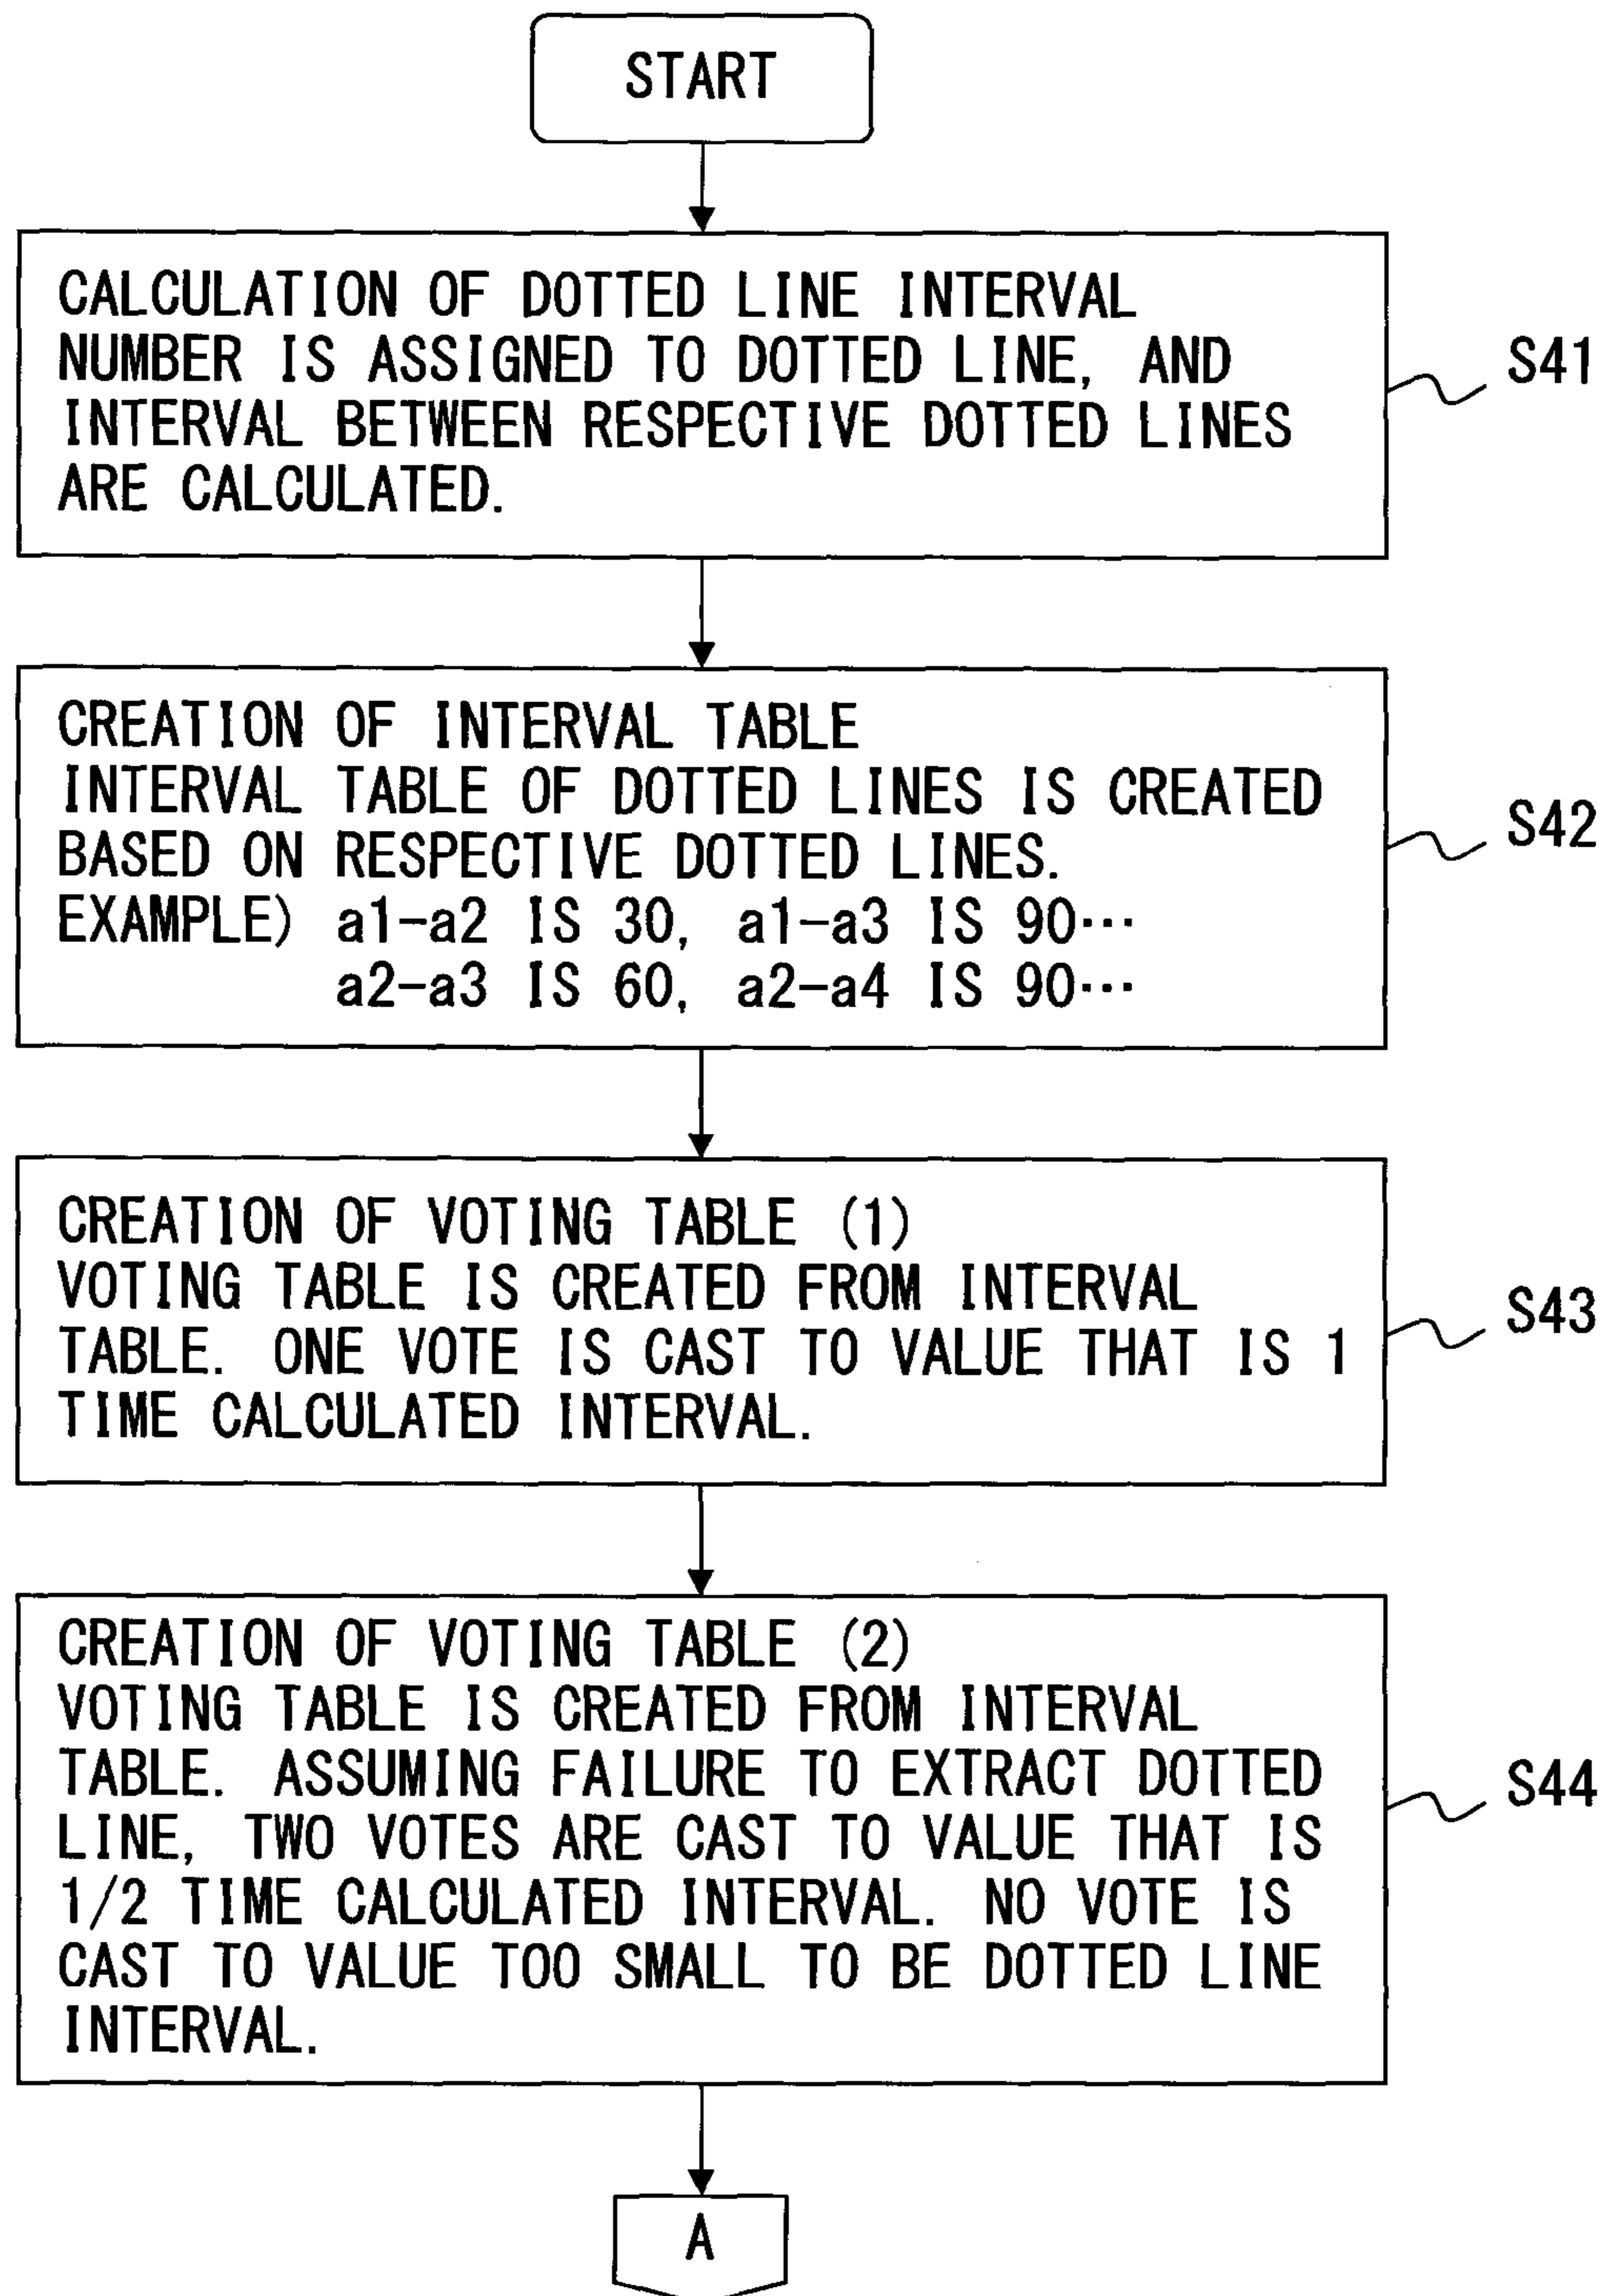 START
CALCULATION OF DOTTED LINE INTERVAL
NUMBER IS ASSIGNED TO DOTTED LINE, AND
INTERVAL BETWEEN RESPECTIVE DOTTED LINES
ARE CALCULATED.
S41
CREATION OF INTERVAL TABLE
INTERVAL TABLE OF DOTTED LINES IS CREATED
BASED ON RESPECTIVE DOTTED LINES.
EXAMPLE) a1-a2 IS 30, a1-a3 IS 90···
a2-a3 IS 60, a2-a4 IS 90···
S42
CREATION OF VOTING TABLE (1)
VOTING TABLE IS CREATED FROM INTERVAL
TABLE. ONE VOTE IS CAST TO VALUE THAT IS 1
TIME CALCULATED INTERVAL.
S43
CREATION OF VOTING TABLE (2)
VOTING TABLE IS CREATED FROM INTERVAL
TABLE. ASSUMING FAILURE TO EXTRACT DOTTED
LINE, TWO VOTES ARE CAST TO VALUE THAT IS
1/2 TIME CALCULATED INTERVAL. NO VOTE IS
CAST TO VALUE TOO SMALL TO BE DOTTED LINE
INTERVAL.
S44
A